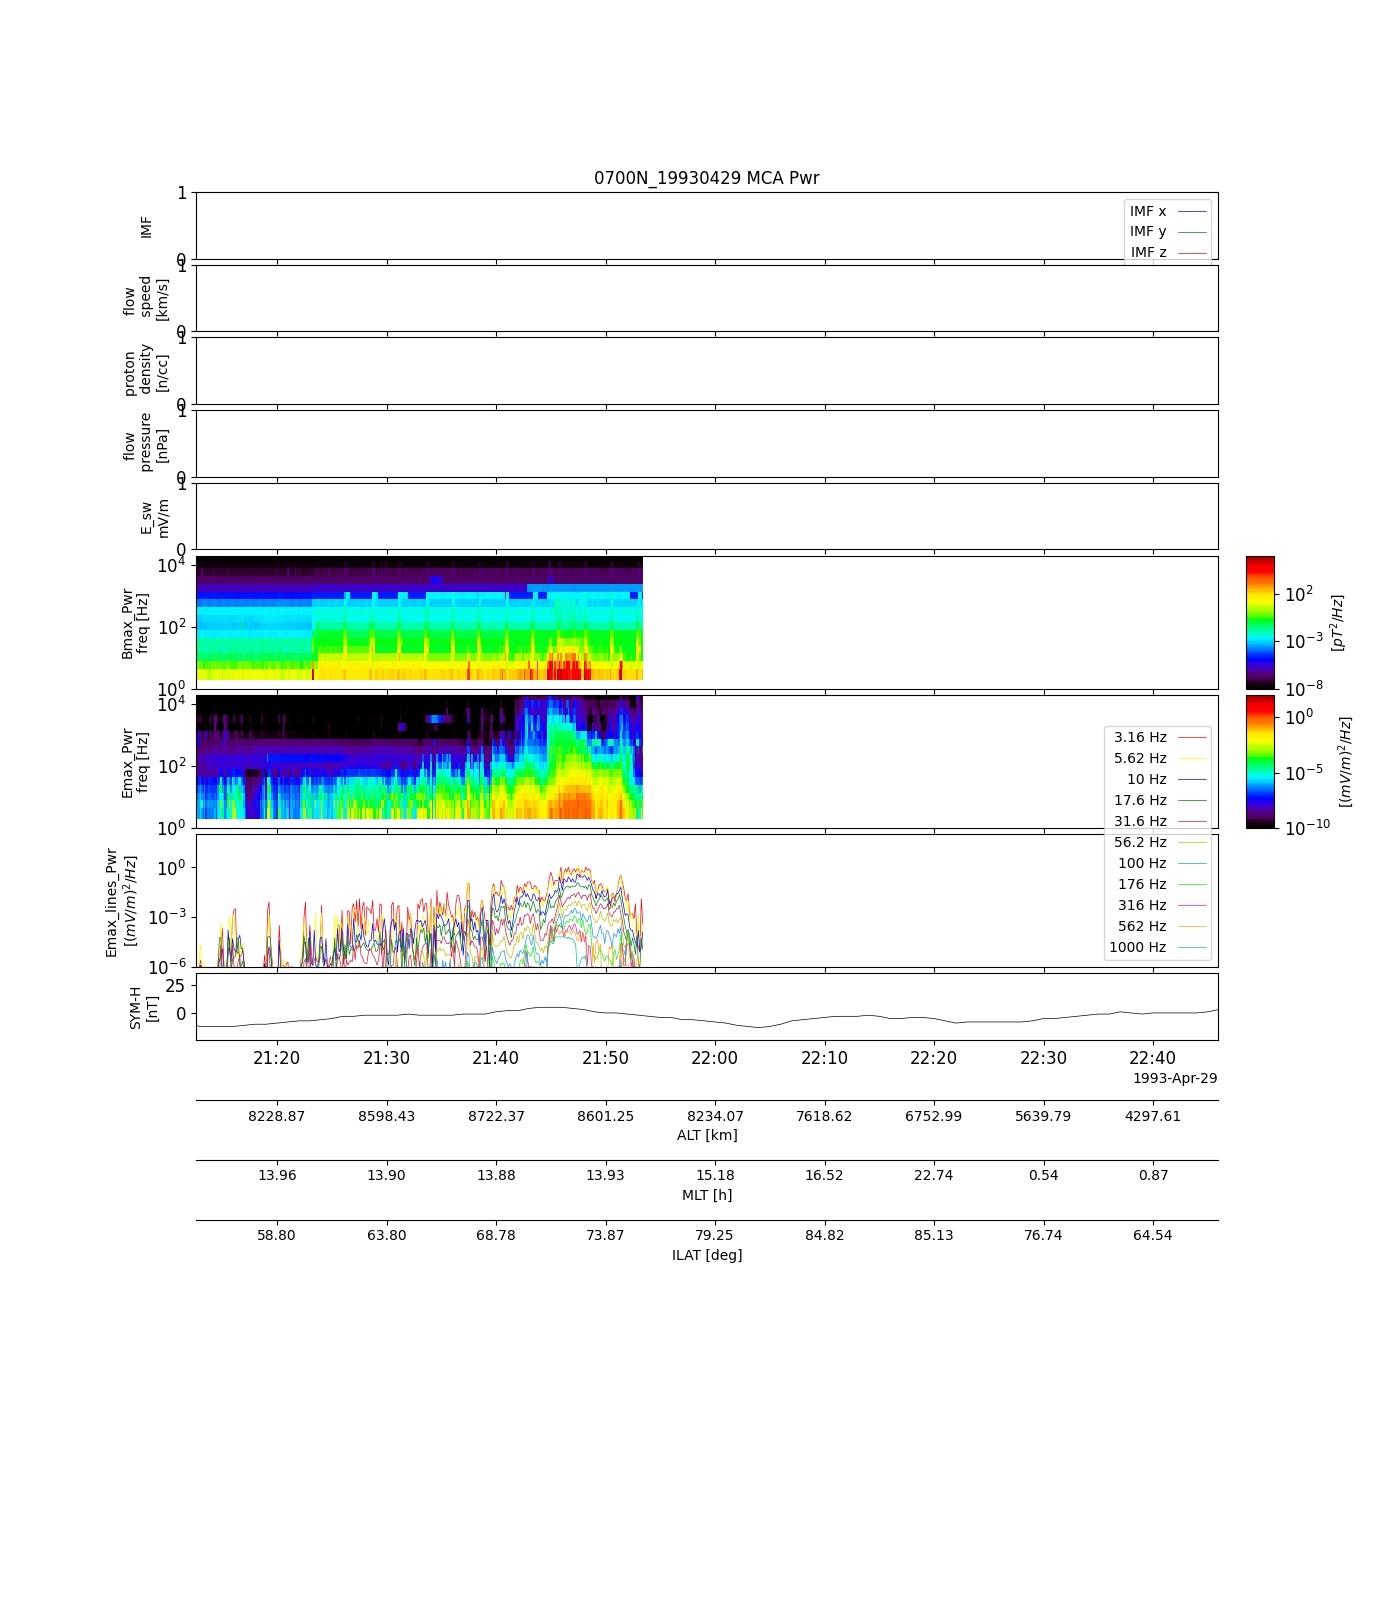 0700N_19930429 MCA Pwr
1
IMF
0
IMF x
IMF y
IMF z
1
flow
speed
[km/s]
0
1
proton
density
[n/cc]
0
1
flow
pressure
[nPa]
0
1
E_sw
mV/m
0
10^4
10^2
10^0
Bmax_Pwr
freq [Hz]
10^2
10^-3
10^-8
[pT^2/Hz]
10^4
10^2
10^0
Emax_Pwr
freq [Hz]
10^0
10^-5
10^-10
[(mV/m)^2/Hz]
3.16 Hz
5.62 Hz
10 Hz
17.6 Hz
31.6 Hz
56.2 Hz
100 Hz
176 Hz
316 Hz
562 Hz
1000 Hz
10^0
10^-3
10^-6
Emax_lines_Pwr
[(mV/m)^2/Hz]
25
0
SYM-H
[nT]
21:20 21:30 21:40 21:50 22:00 22:10 22:20 22:30 22:40
1993-Apr-29
8228.87 8598.43 8722.37 8601.25 8234.07 7618.62 6752.99 5639.79 4297.61
ALT [km]
13.96 13.90 13.88 13.93 15.18 16.52 22.74 0.54 0.87
MLT [h]
58.80 63.80 68.78 73.87 79.25 84.82 85.13 76.74 64.54
ILAT [deg]